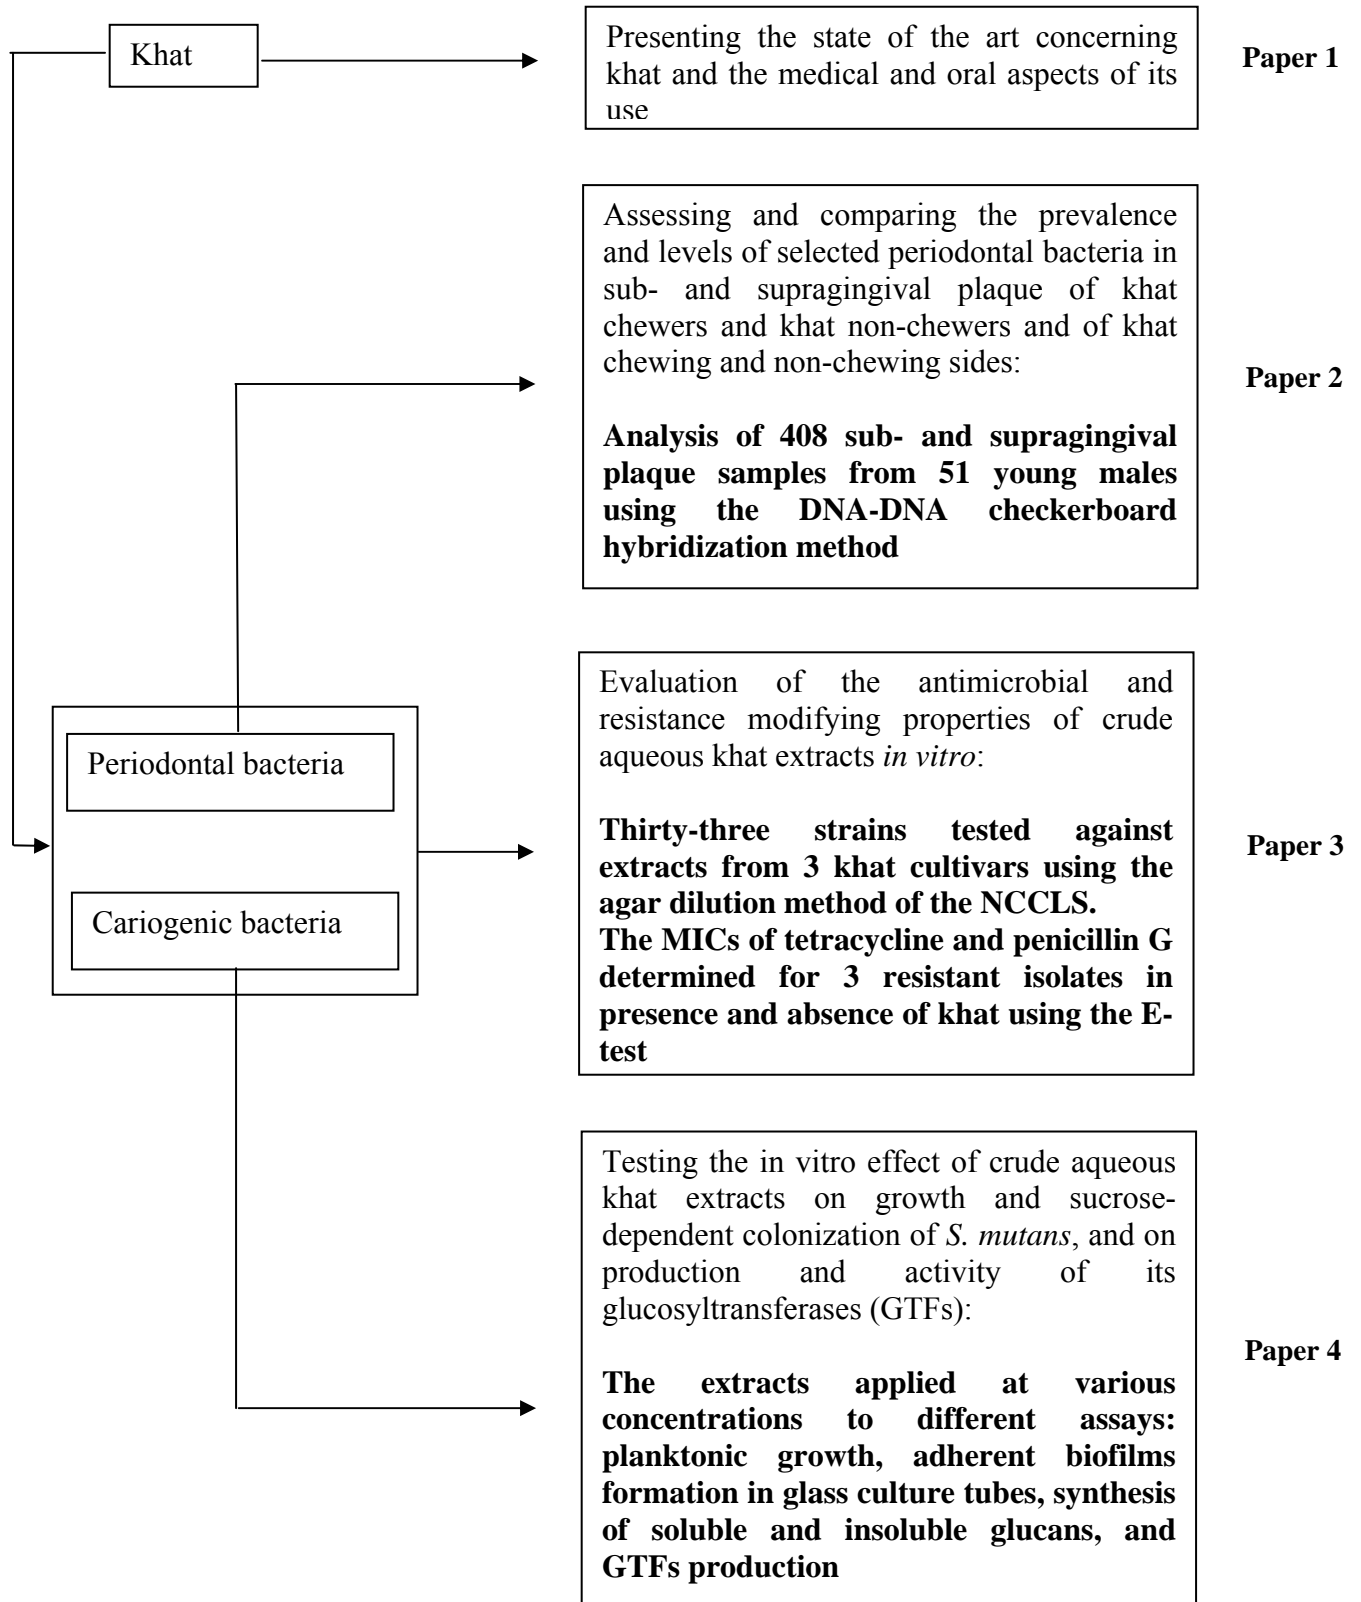 Khat
Presenting the state of the art concerning
khat and the medical and oral aspects of its
use
Paper 1
Assessing and comparing the prevalence
and levels of selected periodontal bacteria in
sub- and supragingival plaque of khat
chewers and khat non-chewers and of khat
chewing and non-chewing sides:
Analysis of 408 sub- and supragingival
plaque samples from 51 young males
using the DNA-DNA checkerboard
hybridization method
Paper 2
Periodontal bacteria
Cariogenic bacteria
Evaluation of the antimicrobial and
resistance modifying properties of crude
aqueous khat extracts in vitro:
Thirty-three strains tested against
extracts from 3 khat cultivars using the
agar dilution method of the NCCLS.
The MICs of tetracycline and penicillin G
determined for 3 resistant isolates in
presence and absence of khat using the E-
test
Paper 3
Testing the in vitro effect of crude aqueous
khat extracts on growth and sucrose-
dependent colonization of S. mutans, and on
production and activity of its
glucosyltransferases (GTFs):
The extracts applied at various
concentrations to different assays:
planktonic growth, adherent biofilms
formation in glass culture tubes, synthesis
of soluble and insoluble glucans, and
GTFs production
Paper 4